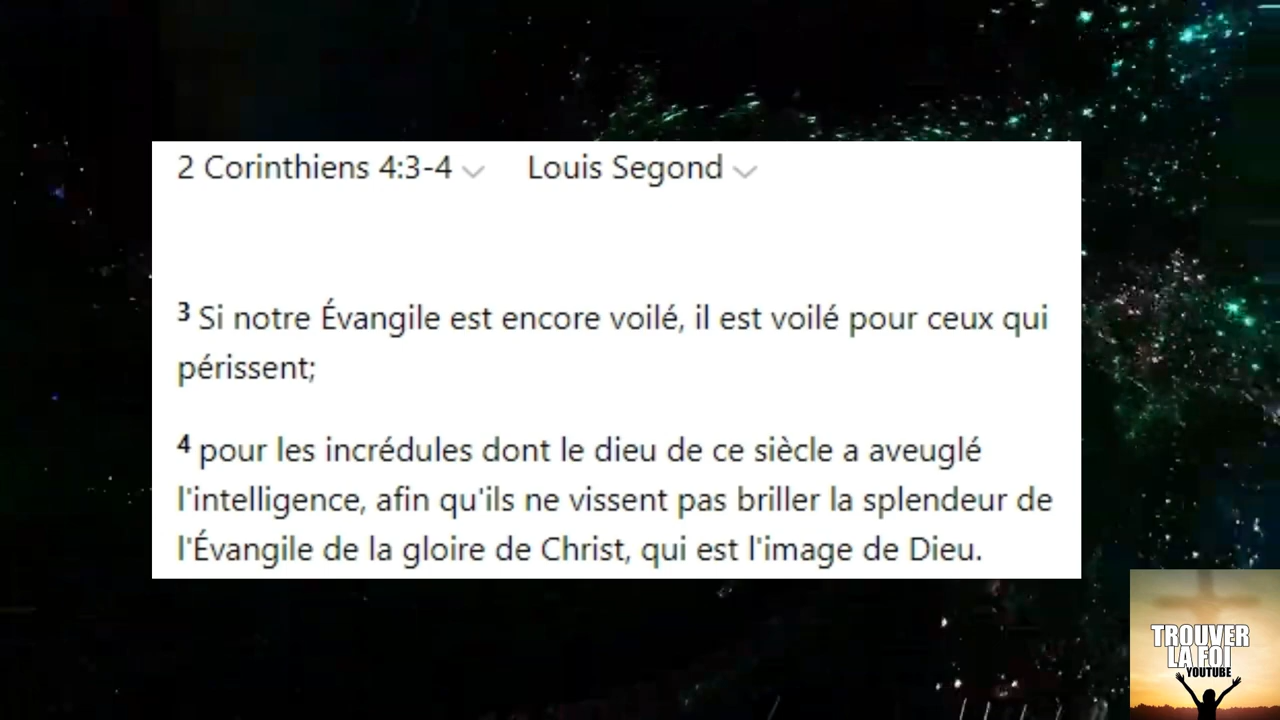 2 Corinthiens 4:3-4 Louis Segond
3 Si notre Évangile est encore voilé, il est voilé pour ceux qui
périssent;
4 pour les incrédules dont le dieu de ce siècle a aveuglé
l'intelligence, afin qu'ils ne vissent pas briller la splendeur de
l'Évangile de la gloire de Christ, qui est l'image de Dieu.
TROUVER
LA FOI
YOUTUBE